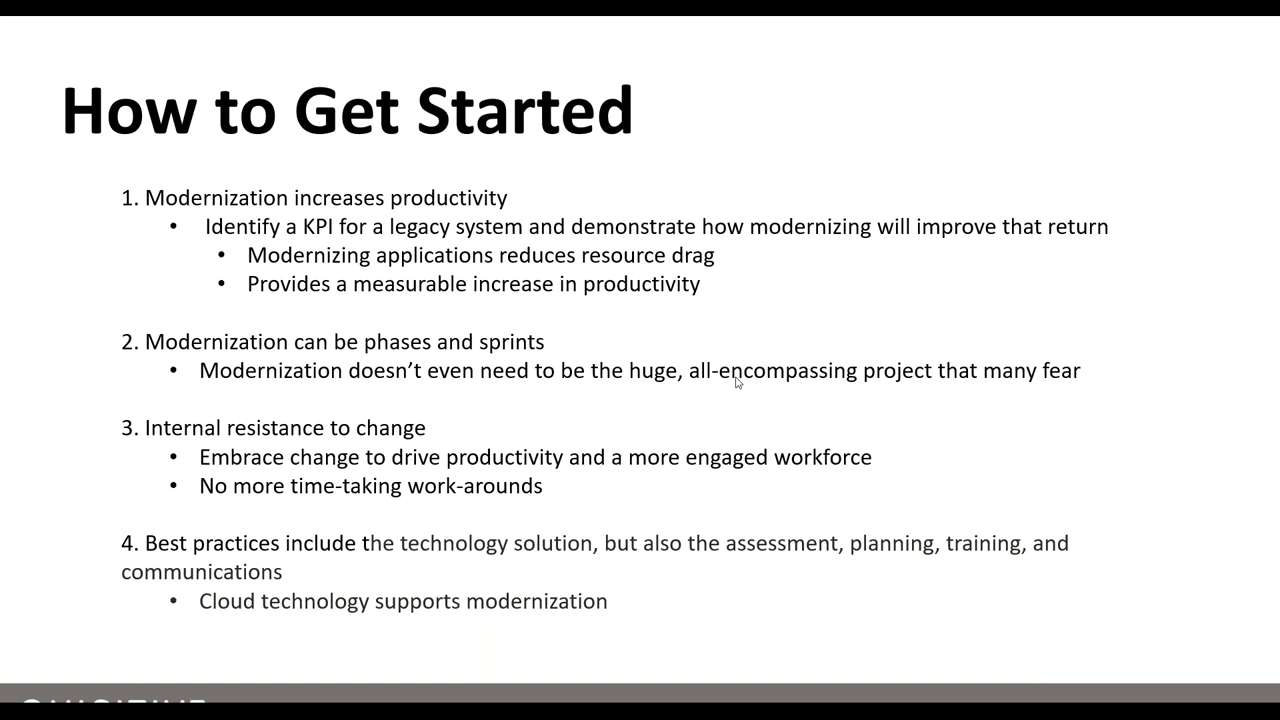 How to Get Started
1. Modernization increases productivity
• Identify a KPI for a legacy system and demonstrate how modernizing will improve that return
• Modernizing applications reduces resource drag
• Provides a measurable increase in productivity
2. Modernization can be phases and sprints
• Modernization doesn’t even need to be the huge, all-encompassing project that many fear
3. Internal resistance to change
• Embrace change to drive productivity and a more engaged workforce
• No more time-taking work-arounds
4. Best practices include the technology solution, but also the assessment, planning, training, and
communications
• Cloud technology supports modernization